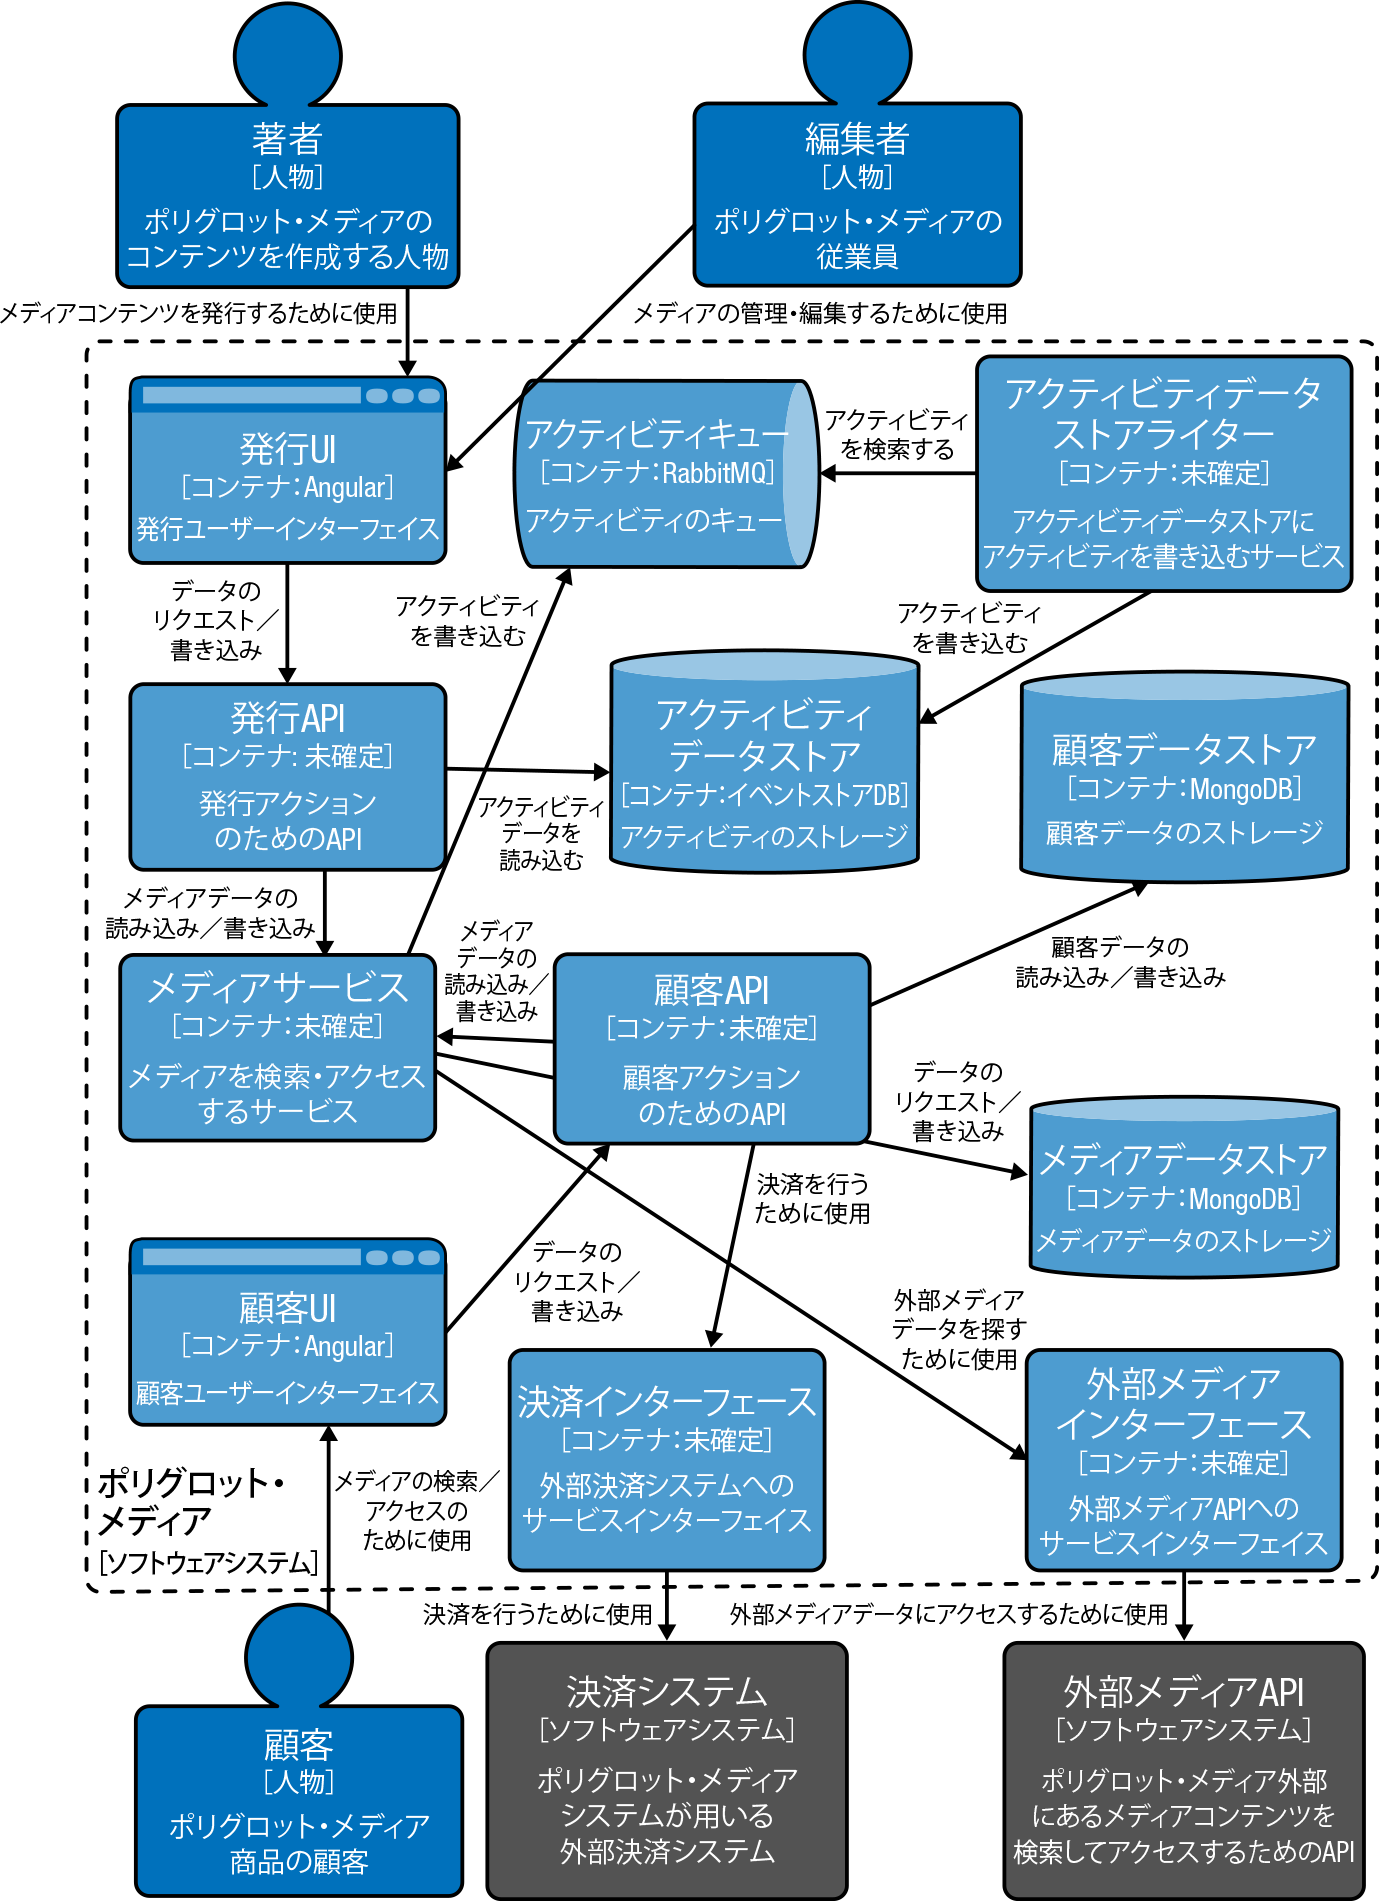 著者
［人物］
ポリグロット・メディアの
コンテンツを作成する人物
編集者
［人物］
ポリグロット・メディアの
従業員
メディアコンテンツを発行するために使用
メディアの管理・編集するために使用
発行UI
［コンテナ：Angular］
発行ユーザーインターフェイス
アクティビティキュー
［コンテナ：RabbitMQ］
アクティビティのキュー
アクティビティ
を検索する
アクティビティデータ
ストアライター
［コンテナ：未確定］
アクティビティデータストアに
アクティビティを書き込むサービス
データの
リクエスト／
書き込み
アクティビティ
を書き込む
アクティビティ
を書き込む
発行API
［コンテナ: 未確定］
発行アクション
のためのAPI
アクティビティ
データストア
［コンテナ：イベントストアDB］
アクティビティのストレージ
顧客データストア
［コンテナ：MongoDB］
顧客データのストレージ
アクティビティ
データを
読み込む
メディアデータの
読み込み／書き込み
メディア
データの
読み込み／
書き込み
顧客データの
読み込み／書き込み
メディアサービス
［コンテナ：未確定］
メディアを検索・アクセス
するサービス
顧客API
［コンテナ：未確定］
顧客アクション
のためのAPI
データの
リクエスト／
書き込み
メディアデータストア
［コンテナ：MongoDB］
メディアデータのストレージ
決済を行う
ために使用
顧客UI
［コンテナ：Angular］
顧客ユーザーインターフェイス
データの
リクエスト／
書き込み
外部メディア
データを探す
ために使用
決済インターフェース
［コンテナ：未確定］
外部決済システムへの
サービスインターフェイス
外部メディア
インターフェース
［コンテナ：未確定］
外部メディアAPIへの
サービスインターフェイス
ポリグロット・
メディア
［ソフトウェアシステム］
メディアの検索／
アクセスの
ために使用
決済を行うために使用
外部メディアデータにアクセスするために使用
顧客
［人物］
ポリグロット・メディア
商品の顧客
決済システム
［ソフトウェアシステム］
ポリグロット・メディア
システムが用いる
外部決済システム
外部メディアAPI
［ソフトウェアシステム］
ポリグロット・メディア外部
にあるメディアコンテンツを
検索してアクセスするためのAPI